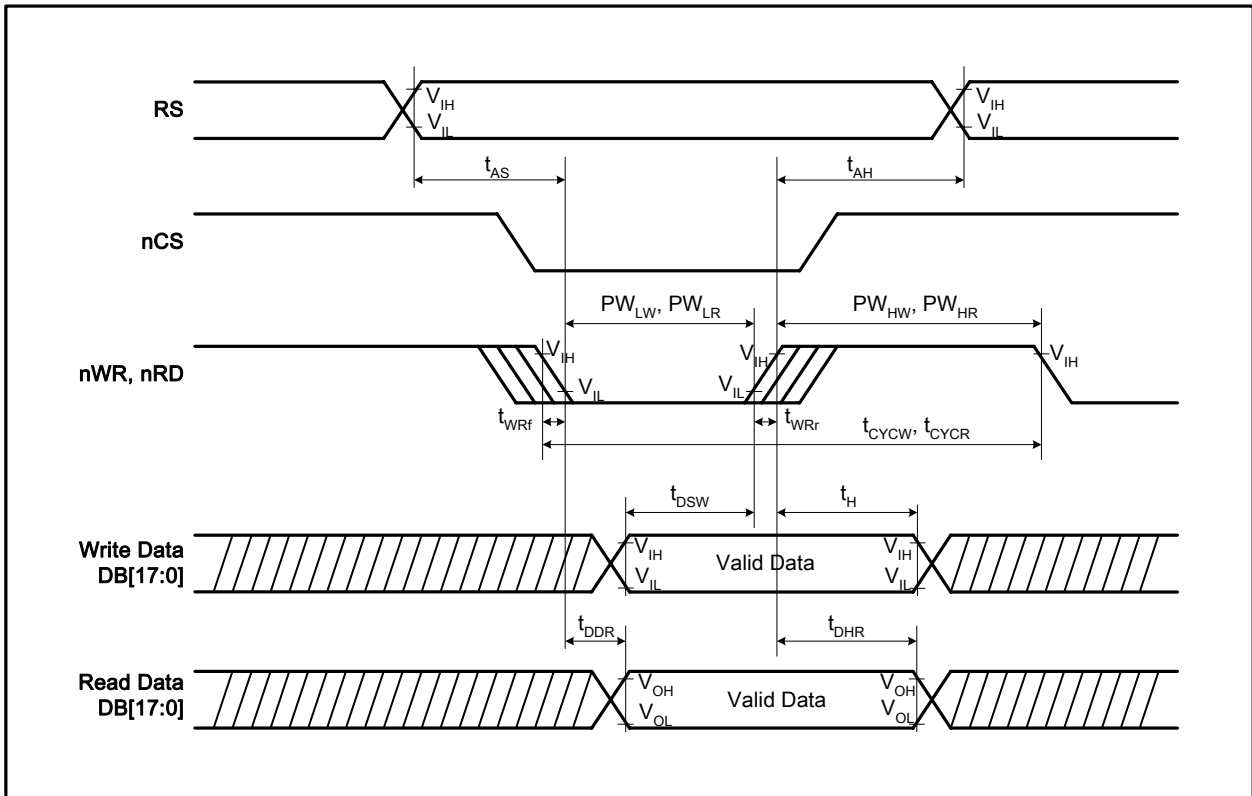 RS
V_IH
V_IL
V_IH
V_IL
t_AS
t_AH
nCS
PW_LW, PW_LR
PW_HW, PW_HR
nWR, nRD
V_IH
V_IL
V_IH
V_IL
V_IH
t_WRf
t_WRr
t_CYCW, t_CYCR
t_DSW
t_H
Write Data
DB[17:0]
V_IH
V_IL
Valid Data
V_IH
V_IL
t_DDR
t_DHR
Read Data
DB[17:0]
V_OH
V_OL
Valid Data
V_OH
V_OL